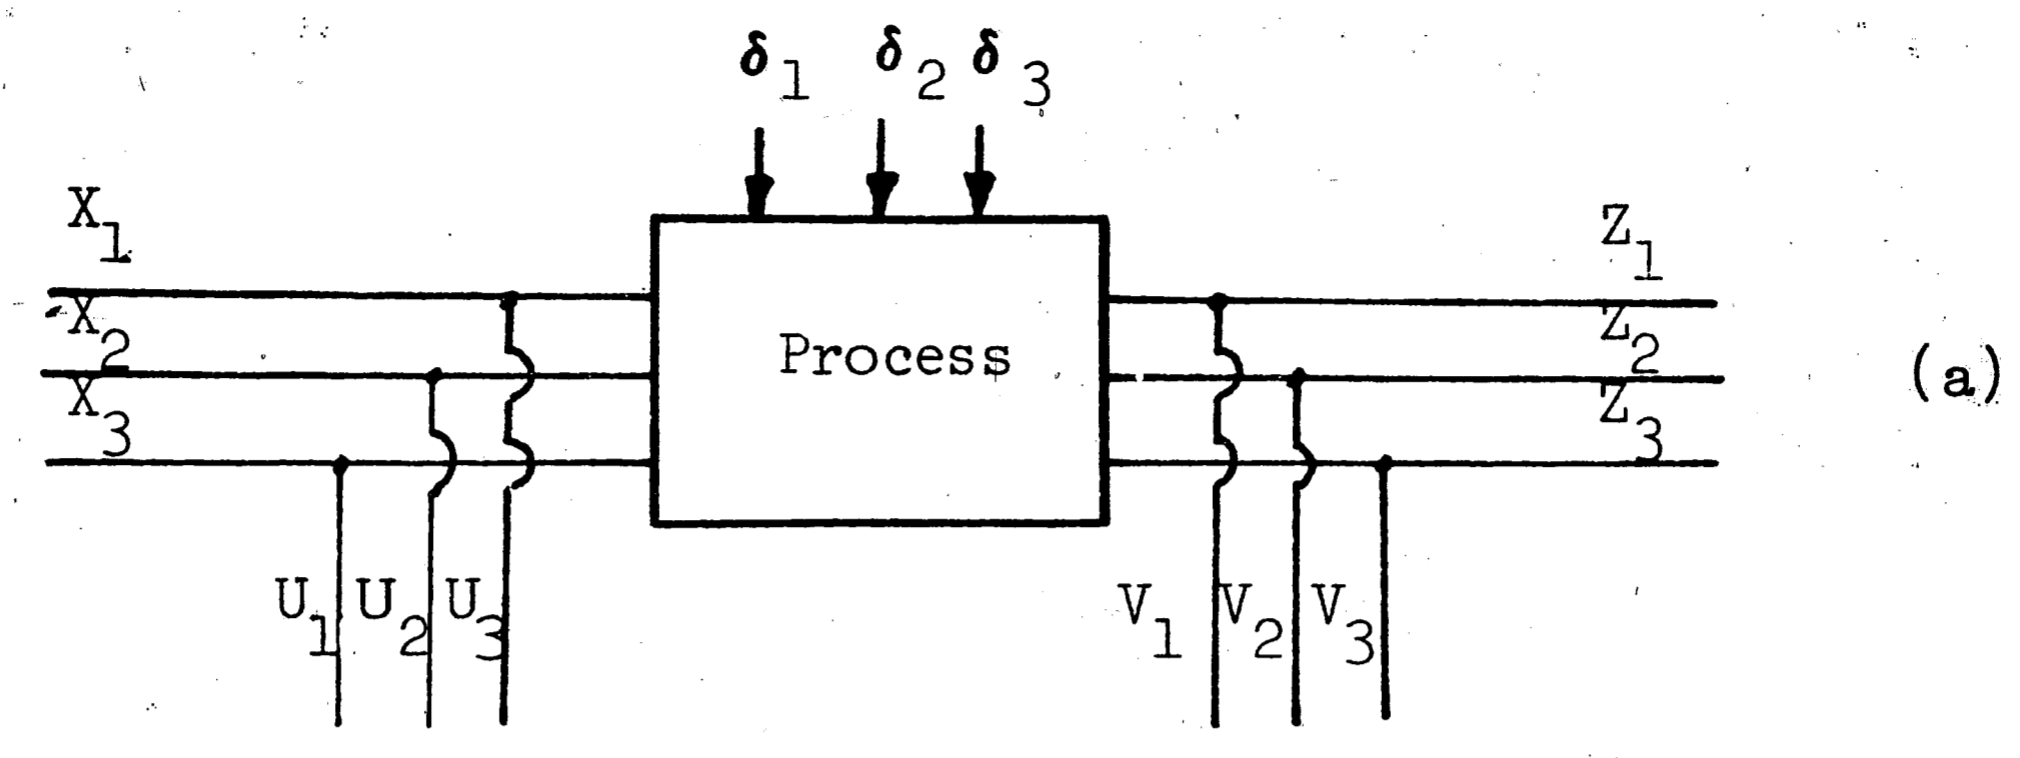 δ1 δ2 δ3
X1
Z1
X2
Z2
Process
(a)
X3
Z3
U1 U2 U3
V1 V2 V3